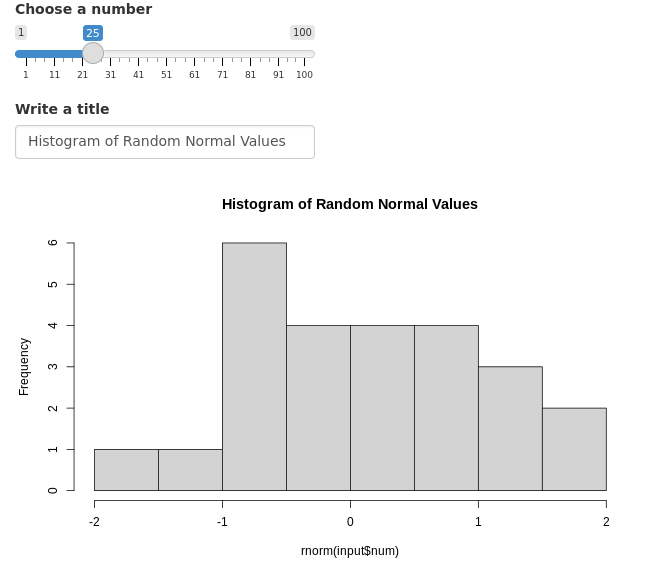 Choose a number
1 25 100
1 11 21 31 41 51 61 71 81 91 100
Write a title
Histogram of Random Normal Values
Histogram of Random Normal Values
6
5
4
3
2
1
0
Frequency
-2 -1 0 1 2
rnorm(input$num)